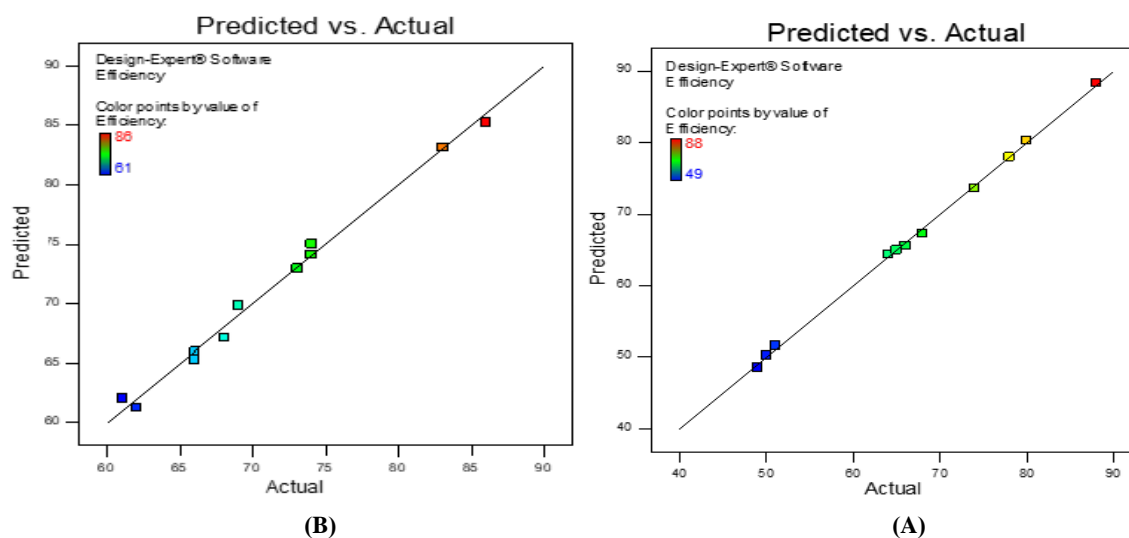 Predicted vs. Actual
Design-Expert® Software
Efficiency
Color points by value of
Efficiency:
86
61
90
85
80
75
70
65
60
Predicted
60 65 70 75 80 85 90
Actual
(B)
Predicted vs. Actual
Design-Expert® Software
Efficiency
Color points by value of
Efficiency:
88
49
90
80
70
60
50
40
Predicted
40 50 60 70 80 90
Actual
(A)